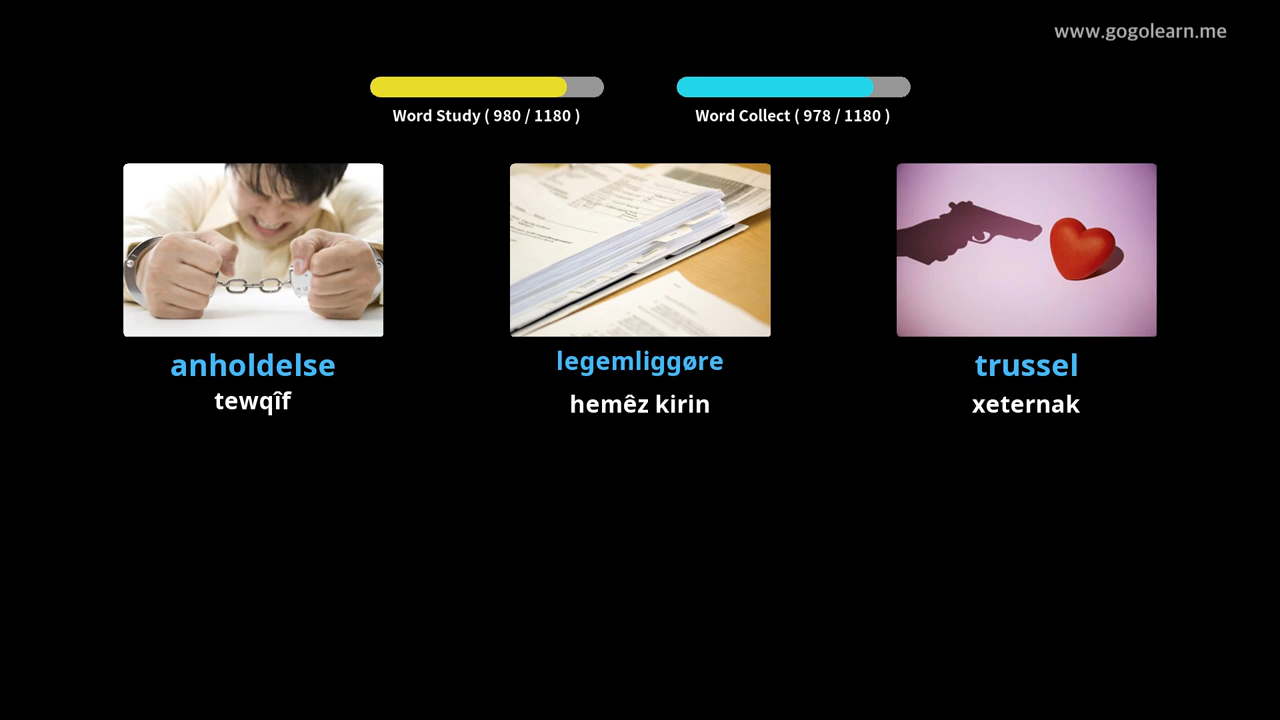 www.gogolearn.me
Word Study ( 980 / 1180 )
Word Collect ( 978 / 1180 )
anholdelse
tewqîf
legemliggøre
hemêz kirin
trussel
xeternak